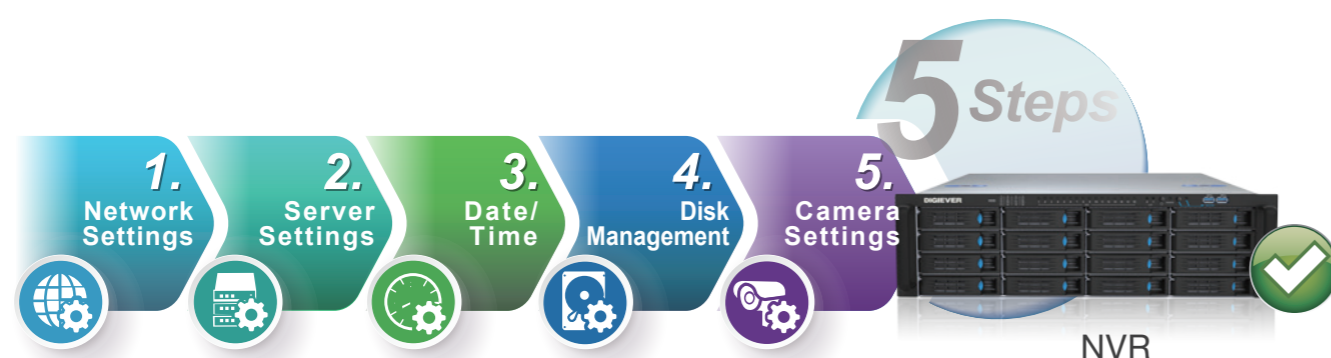 5 Steps
1.
Network
Settings
2.
Server
Settings
3.
Date/
Time
4.
Disk
Management
5.
Camera
Settings
DIGIEVER
NVR